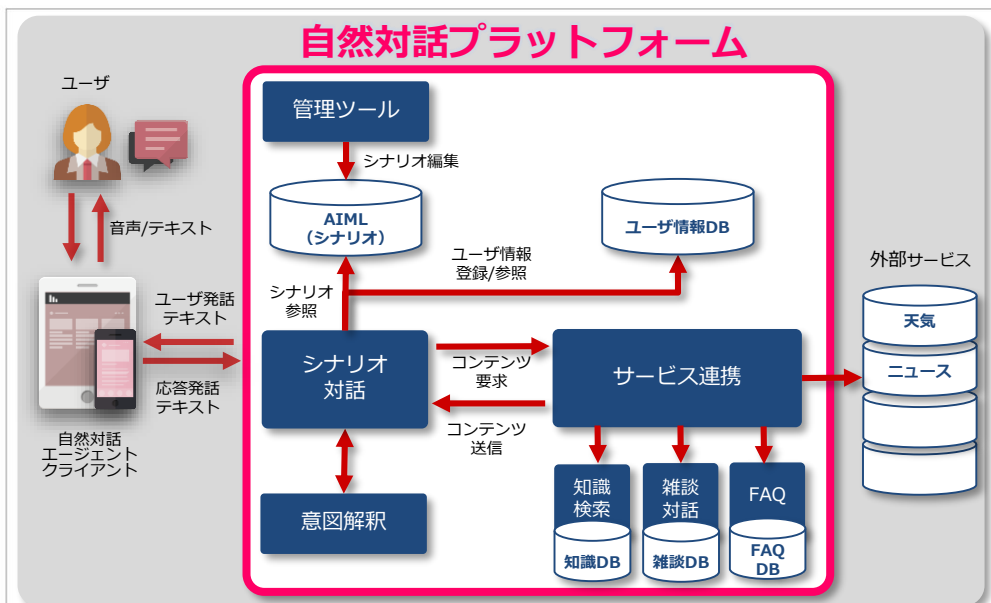 自然対話プラットフォーム
ユーザ
管理ツール
シナリオ編集
音声/テキスト
AIML
(シナリオ)
ユーザ情報DB
ユーザ情報
登録/参照
シナリオ
参照
外部サービス
天気
ニュース
ユーザ発話
テキスト
応答発話
テキスト
シナリオ
対話
コンテンツ
要求
コンテンツ
送信
サービス連携
自然対話
エージェント
クライアント
意図解釈
知識
検索
知識DB
雑談
対話
雑談DB
FAQ
FAQ
DB